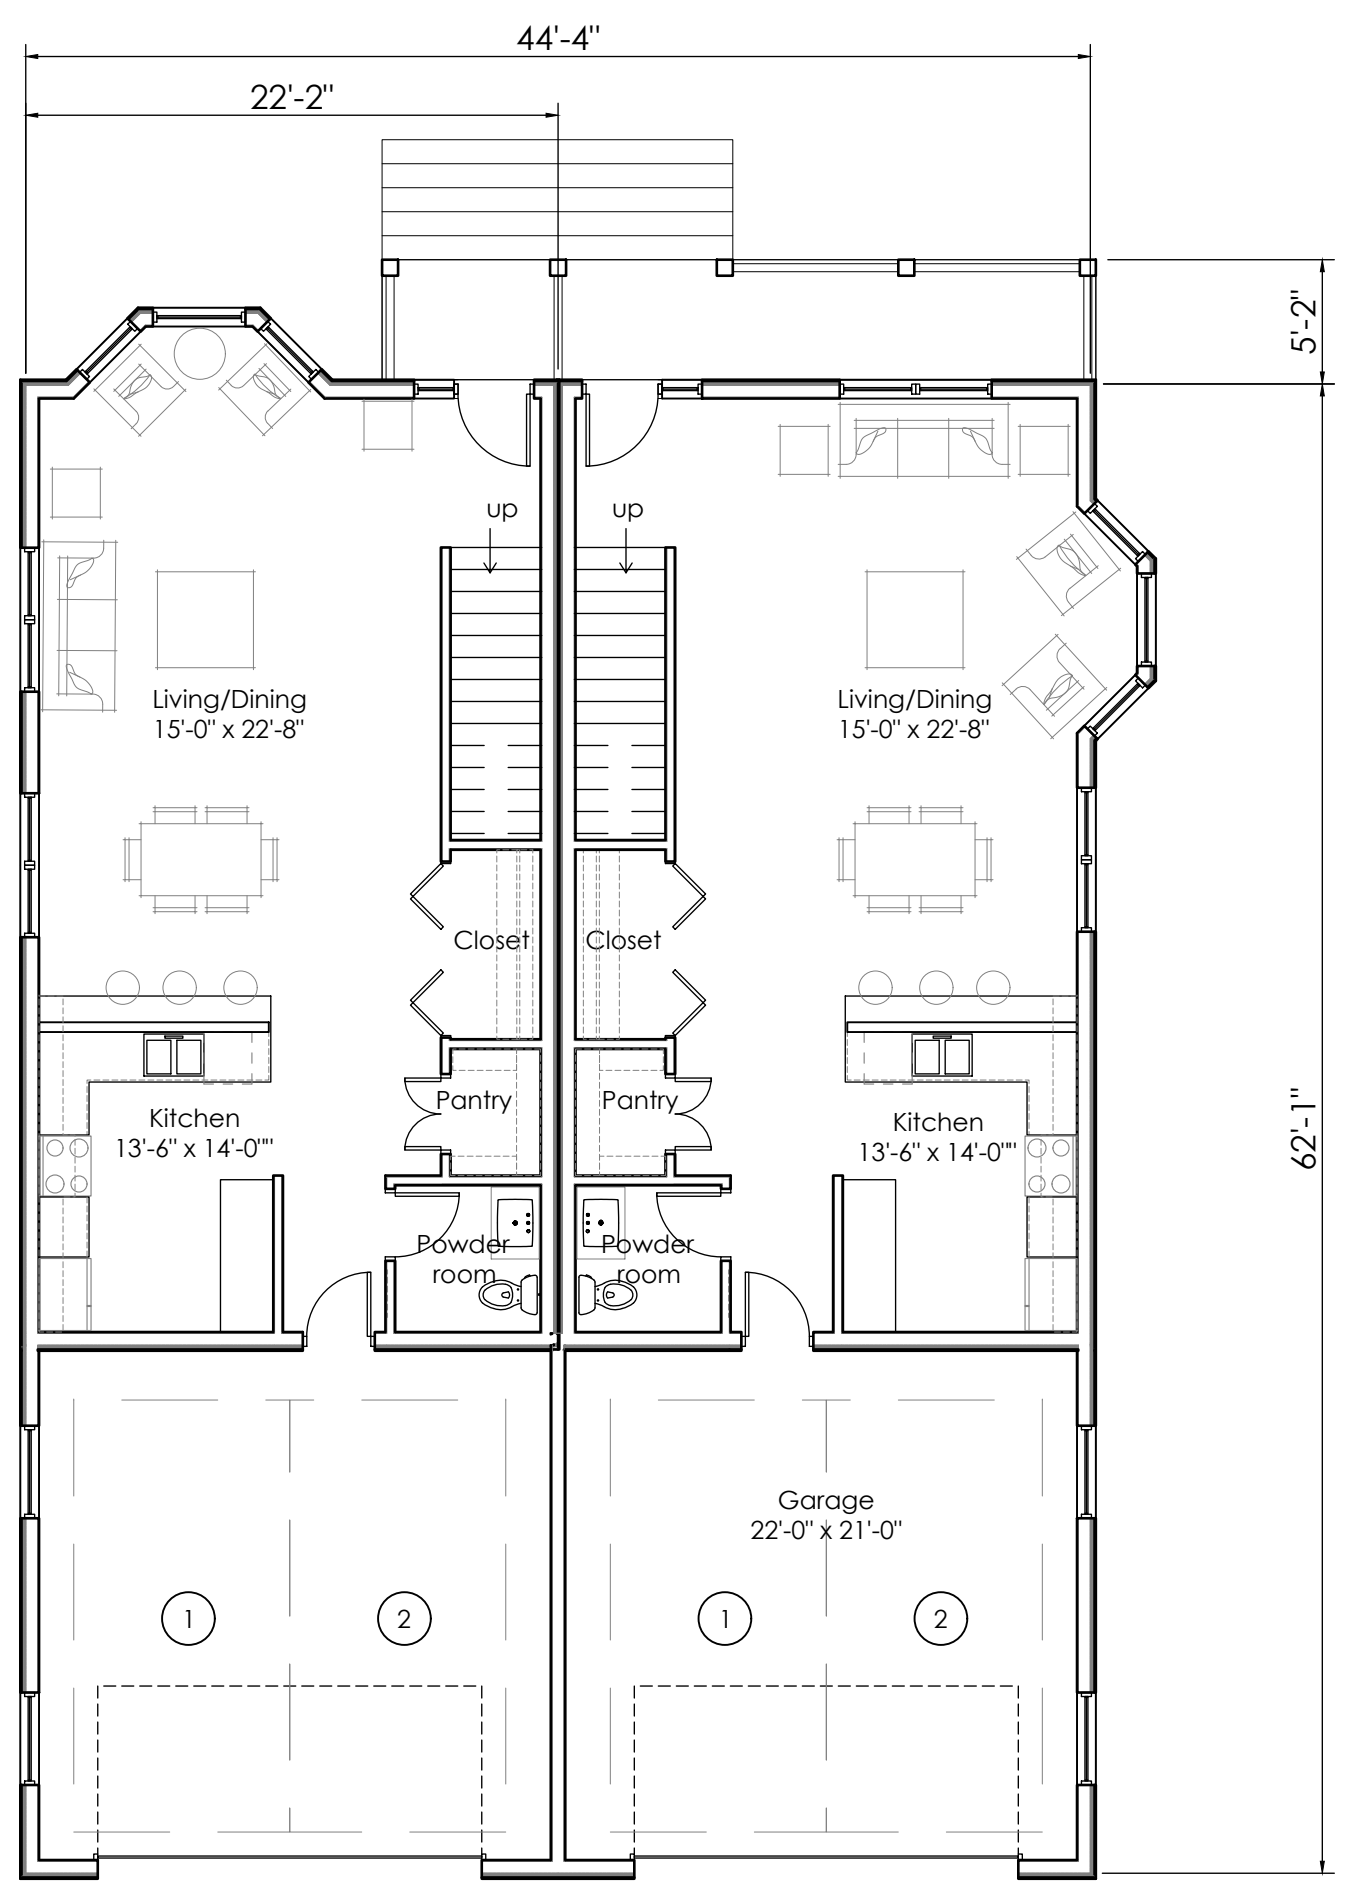 44'-4"
22'-2"
5'-2"
up
up
Living/Dining
15'-0" x 22'-8"
Living/Dining
15'-0" x 22'-8"
Closet
Closet
Pantry
Pantry
Kitchen
13'-6" x 14'-0""
Kitchen
13'-6" x 14'-0""
62'-1"
Powder
room
Powder
room
Garage
22'-0" x 21'-0"
1
2
1
2